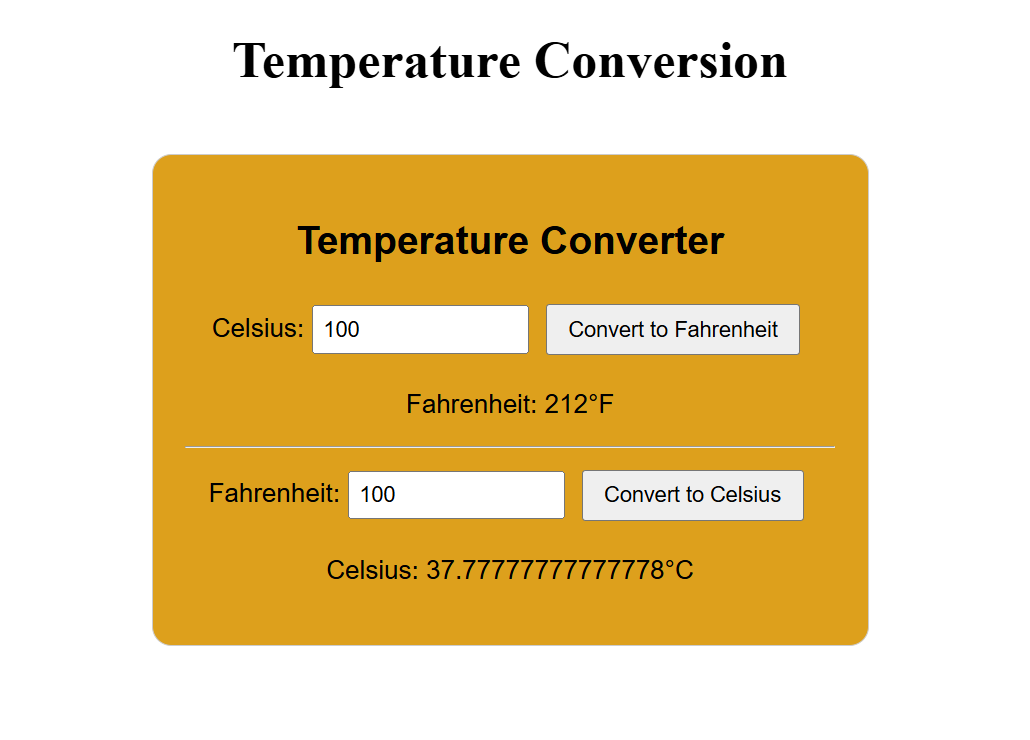 Temperature Conversion
Temperature Converter
Celsius: 100 Convert to Fahrenheit
Fahrenheit: 212°F
Fahrenheit: 100 Convert to Celsius
Celsius: 37.77777777777778°C